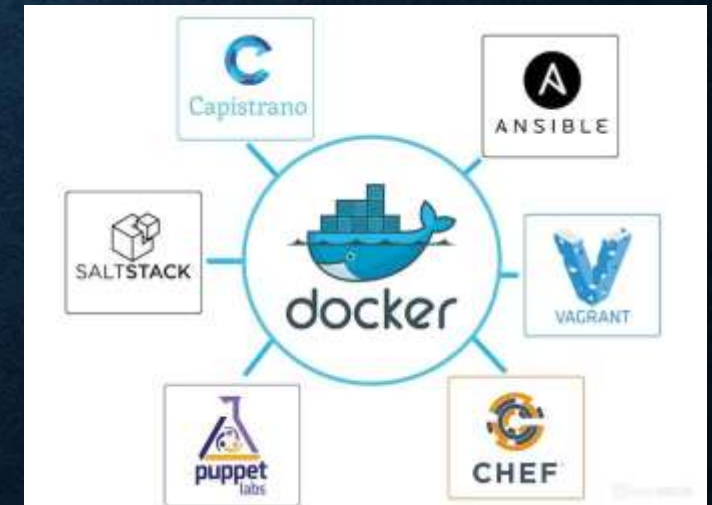 Capistrano
ANSIBLE
SALTSTACK
docker
VAGRANT
puppet
labs
CHEF